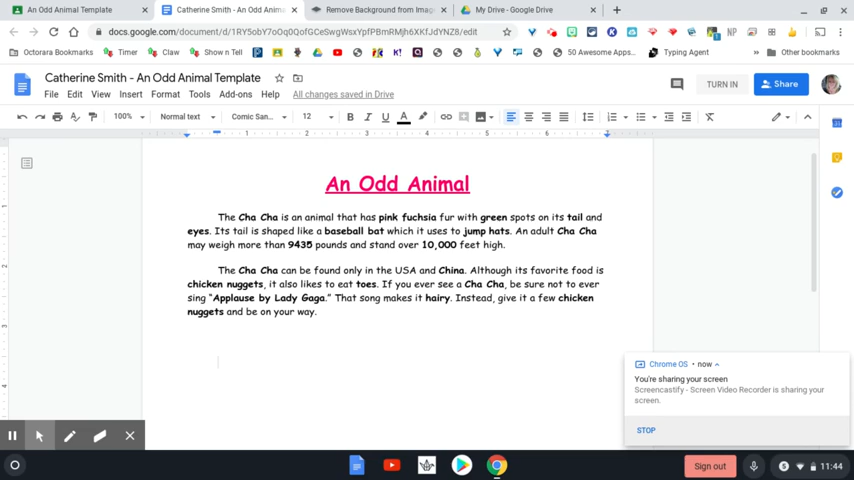 An Odd Animal Template
Catherine Smith - An Odd Anima
Remove Background from Imag
My Drive - Google Drive
docs.google.com/document/d/1RY5obY7oOq0QofGCeSwgWsxYpfPBmRMjh6XKfJdYNZ8/edit
Octorara Bookmarks
Timer
Claw
Show n Tell
50 Awesome Apps...
Typing Agent
Other bookmarks
Catherine Smith - An Odd Animal Template
File Edit View Insert Format Tools Add-ons Help All changes saved in Drive
TURN IN
Share
100% Normal text Comic San... 12 B I U A
1 2 3 4 5 6 7
An Odd Animal
The Cha Cha is an animal that has pink fuchsia fur with green spots on its tail and
eyes. Its tail is shaped like a baseball bat which it uses to jump hats. An adult Cha Cha
may weigh more than 9435 pounds and stand over 10,000 feet high.
The Cha Cha can be found only in the USA and China. Although its favorite food is
chicken nuggets, it also likes to eat toes. If you ever see a Cha Cha, be sure not to ever
sing "Applause by Lady Gaga." That song makes it hairy. Instead, give it a few chicken
nuggets and be on your way.
Chrome OS • now
You're sharing your screen
Screencastify - Screen Video Recorder is sharing your
screen.
STOP
Sign out
11:44